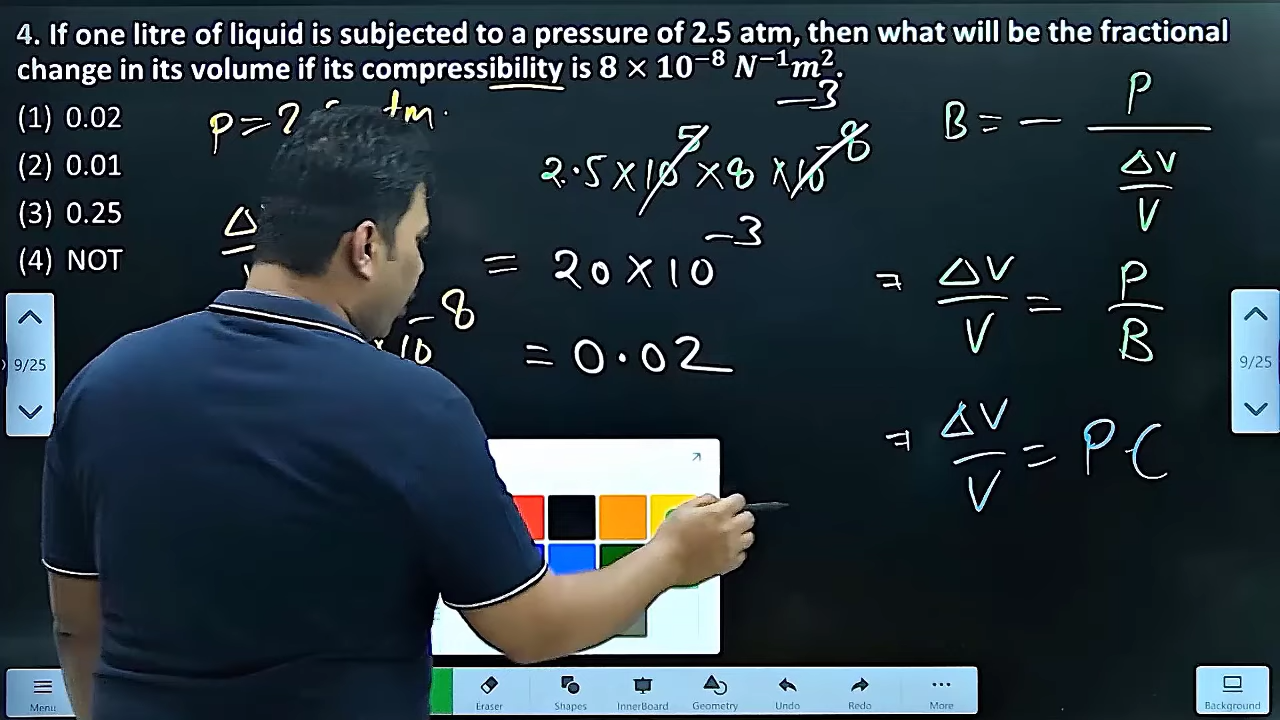 4. If one litre of liquid is subjected to a pressure of 2.5 atm, then what will be the fractional
change in its volume if its compressibility is 8 × 10⁻⁸ N⁻¹m².
(1) 0.02
(2) 0.01
(3) 0.25
(4) NOT
P = 2 tm.
2.5 × 10⁵ × 8 × 10⁻⁸ ⁻³
= 20 × 10⁻³
= 0.02
× 10⁻⁸
Δ
B = - P / (ΔV / V)
⇒ ΔV / V = P / B
⇒ ΔV / V = PC
9/25
9/25
Menu
Eraser
Shapes
InnerBoard
Geometry
Undo
Redo
More
Background